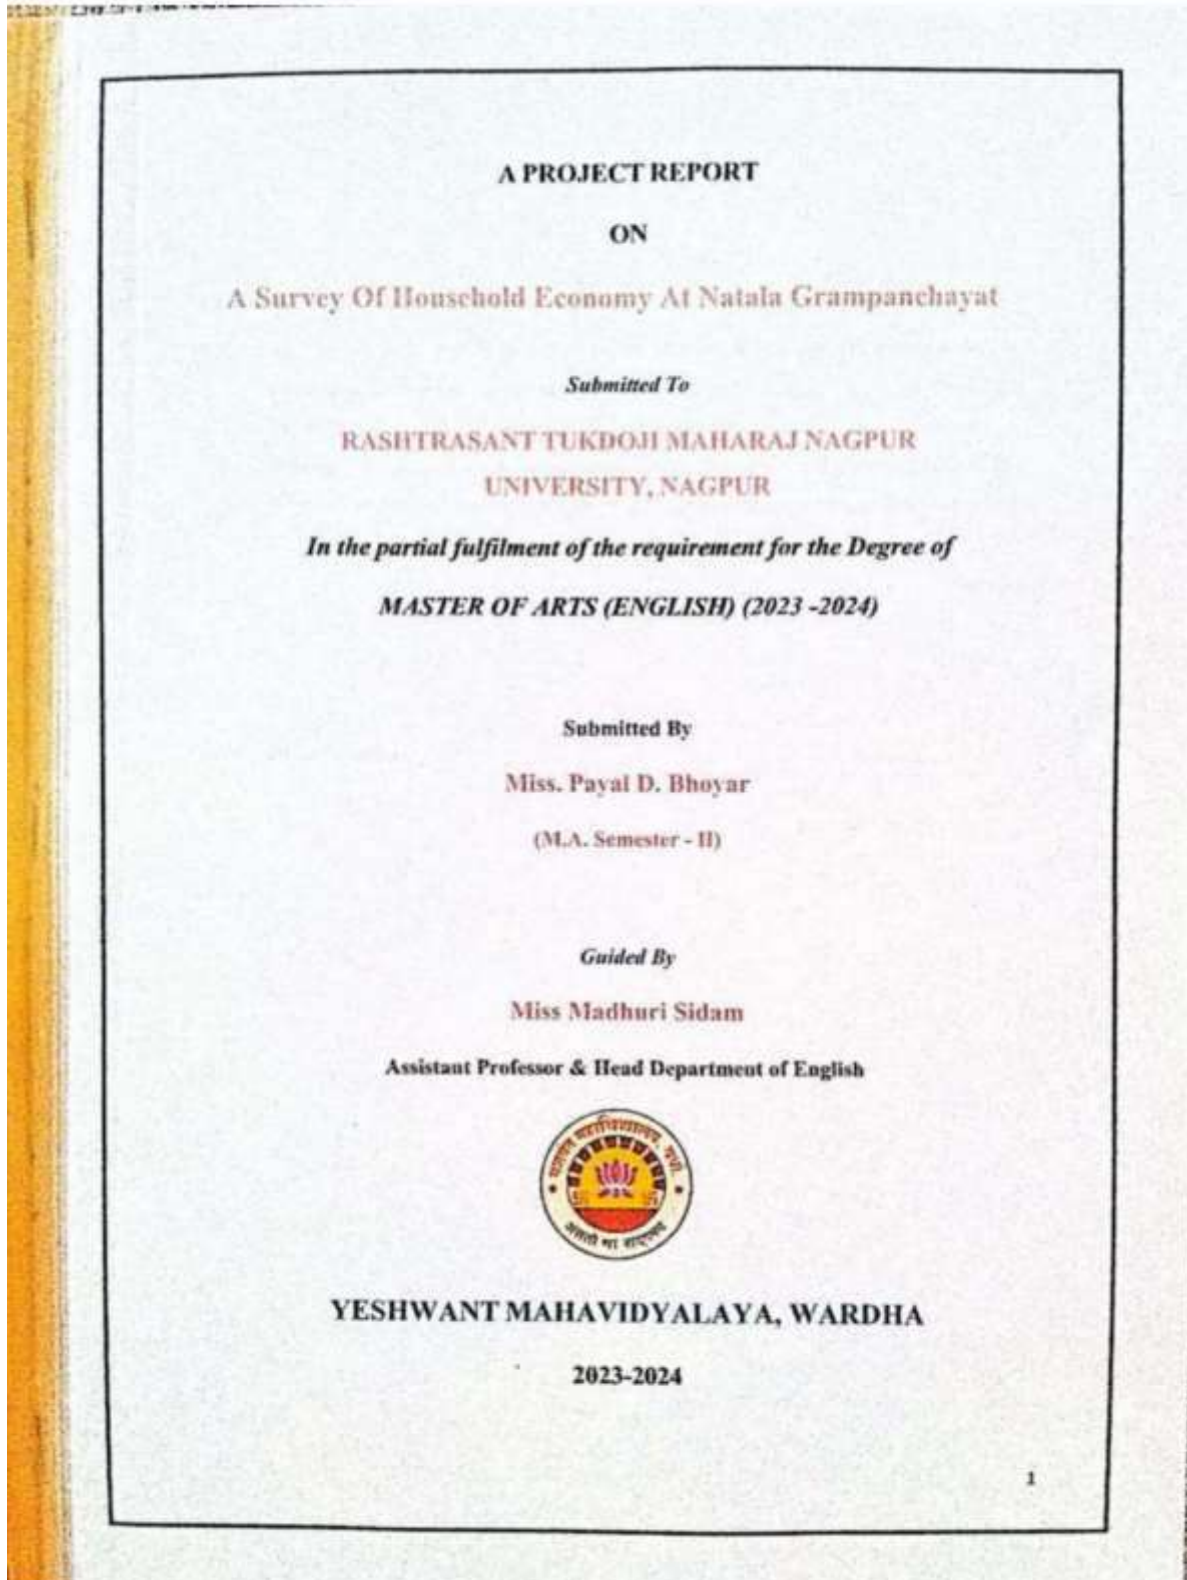 A PROJECT REPORT
ON
A Survey Of Household Economy At Natala Grampanchayat
Submitted To
RASHTRASANT TUKDOJI MAHARAJ NAGPUR
UNIVERSITY, NAGPUR
In the partial fulfilment of the requirement for the Degree of
MASTER OF ARTS (ENGLISH) (2023 -2024)
Submitted By
Miss. Payal D. Bhoyar
(M.A. Semester - II)
Guided By
Miss Madhuri Sidam
Assistant Professor & Head Department of English
महाविद्यालय,
असतो मा
YESHWANT MAHAVIDYALAYA, WARDHA
2023-2024
1